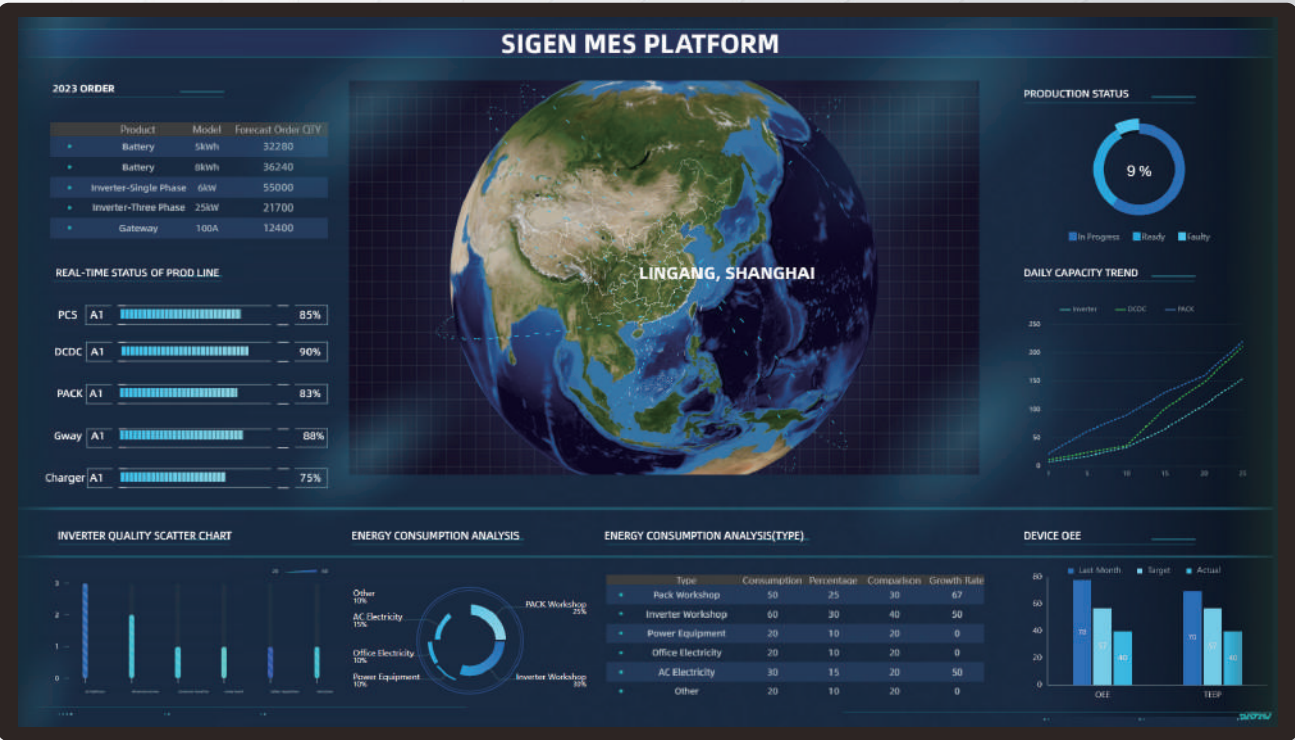 SIGEN MES PLATFORM
2023 ORDER
Product Model Forecast Order QTY
Battery 5kWh 32280
Battery 8kWh 36240
Inverter-Single Phase 6kW 55000
Inverter-Three Phase 25kW 21700
Gateway 100A 12400
REAL-TIME STATUS OF PROD LINE
PCS A1 85%
DCDC A1 90%
PACK A1 83%
Gway A1 88%
Charger A1 75%
LINGANG, SHANGHAI
PRODUCTION STATUS
9 %
In Progress Ready Faulty
DAILY CAPACITY TREND
Inverter DCDC PACK
250
200
150
100
50
0
5 10 15 20 25
INVERTER QUALITY SCATTER CHART
20 50
3
2
1
0
ENERGY CONSUMPTION ANALYSIS
Other
10%
AC Electricity
15%
Office Electricity
10%
Power Equipment
10%
PACK Workshop
25%
Inverter Workshop
30%
ENERGY CONSUMPTION ANALYSIS(TYPE)
Type Consumption Percentage Comparison Growth Rate
Pack Workshop 50 25 30 67
Inverter Workshop 60 30 40 50
Power Equipment 20 10 20 0
Office Electricity 20 10 20 0
AC Electricity 30 15 20 50
Other 20 10 20 0
DEVICE OEE
Last Month Target Actual
80
60
40
20
0
70 57 40
70 57 40
OEE TEEP